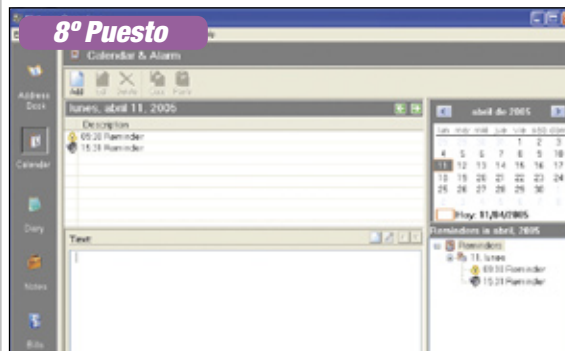 8º Puesto
Calendar & Alarm
Address
Book
Add Edit Delete Copy Paste
lunes, abril 11, 2005
abril de 2005
Description
09:30 Reminder
15:31 Reminder
lun mar mié jue vie sáb dom
1 2 3
4 5 6 7 8 9 10
11 12 13 14 15 16 17
18 19 20 21 22 23 24
25 26 27 28 29 30
Hoy: 11/04/2005
Calendar
Diary
Notes
Bills
Text
Reminders in abril, 2005
Reminders
11, lunes
09:30 Reminder
15:31 Reminder